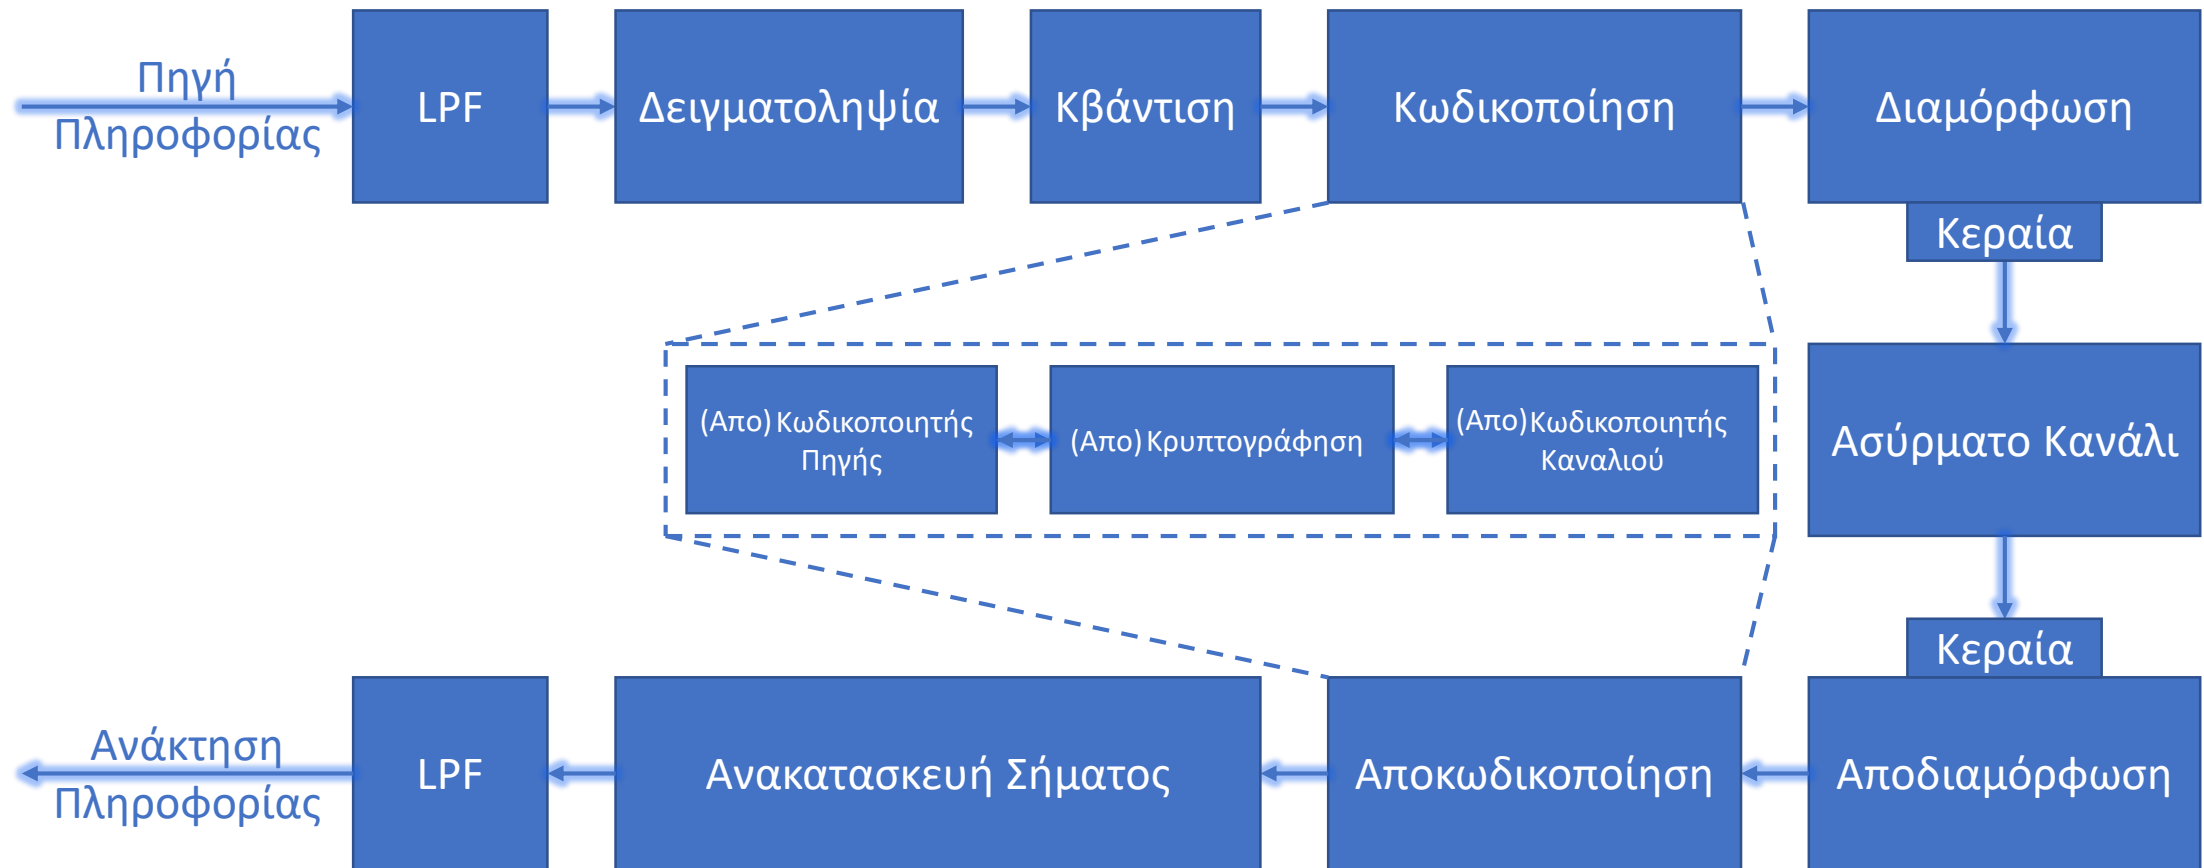 Πηγή
Πληροφορίας
LPF
Δειγματοληψία
Κβάντιση
Κωδικοποίηση
Διαμόρφωση
Κεραία
(Απο)Κωδικοποιητής
Πηγής
(Απο)Κρυπτογράφηση
(Απο)Κωδικοποιητής
Καναλιού
Ασύρματο Κανάλι
Κεραία
Ανάκτηση
Πληροφορίας
LPF
Ανακατασκευή Σήματος
Αποκωδικοποίηση
Αποδιαμόρφωση